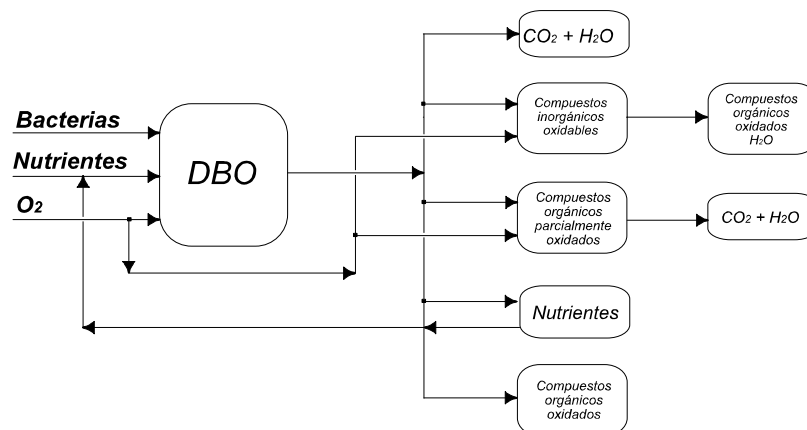 CO2 + H2O
Bacterias
Nutrientes
O2
DBO
Compuestos
inorgánicos
oxidables
Compuestos
orgánicos
oxidados
H2O
Compuestos
orgánicos
parcialmente
oxidados
CO2 + H2O
Nutrientes
Compuestos
orgánicos
oxidados